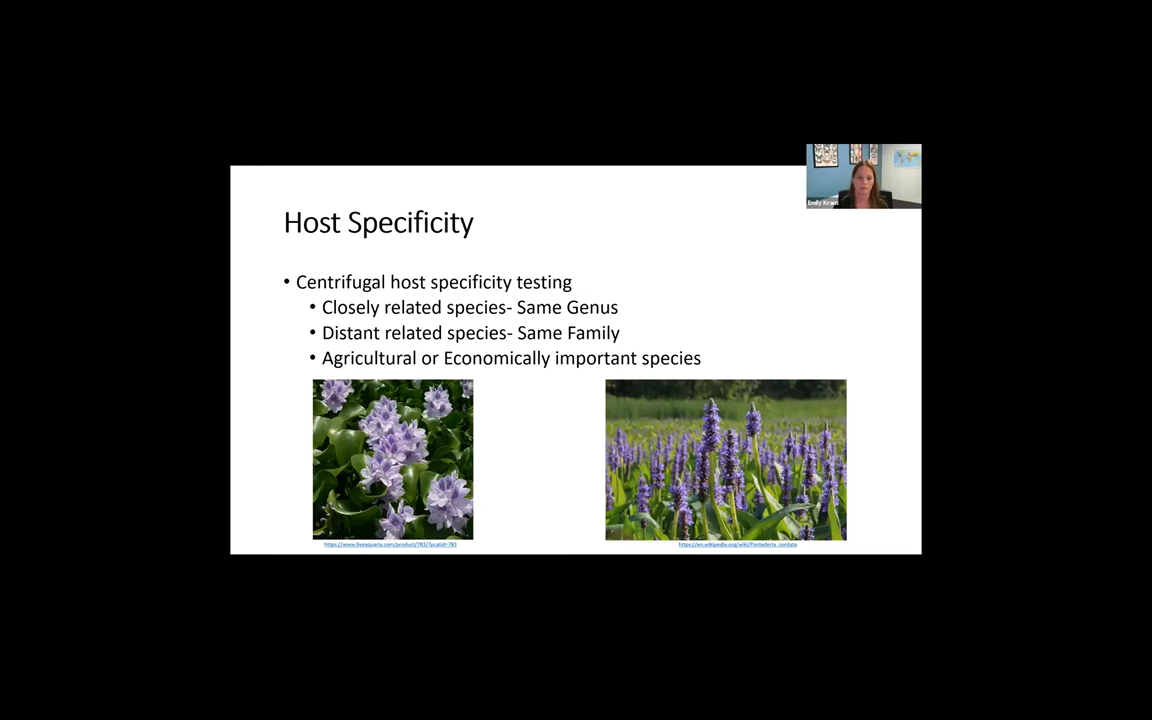 Emily Kraus
Host Specificity
• Centrifugal host specificity testing
• Closely related species- Same Genus
• Distant related species- Same Family
• Agricultural or Economically important species
https://www.liveaquaria.com/product/783/?pcatid=783
https://en.wikipedia.org/wiki/Pontederia_cordata